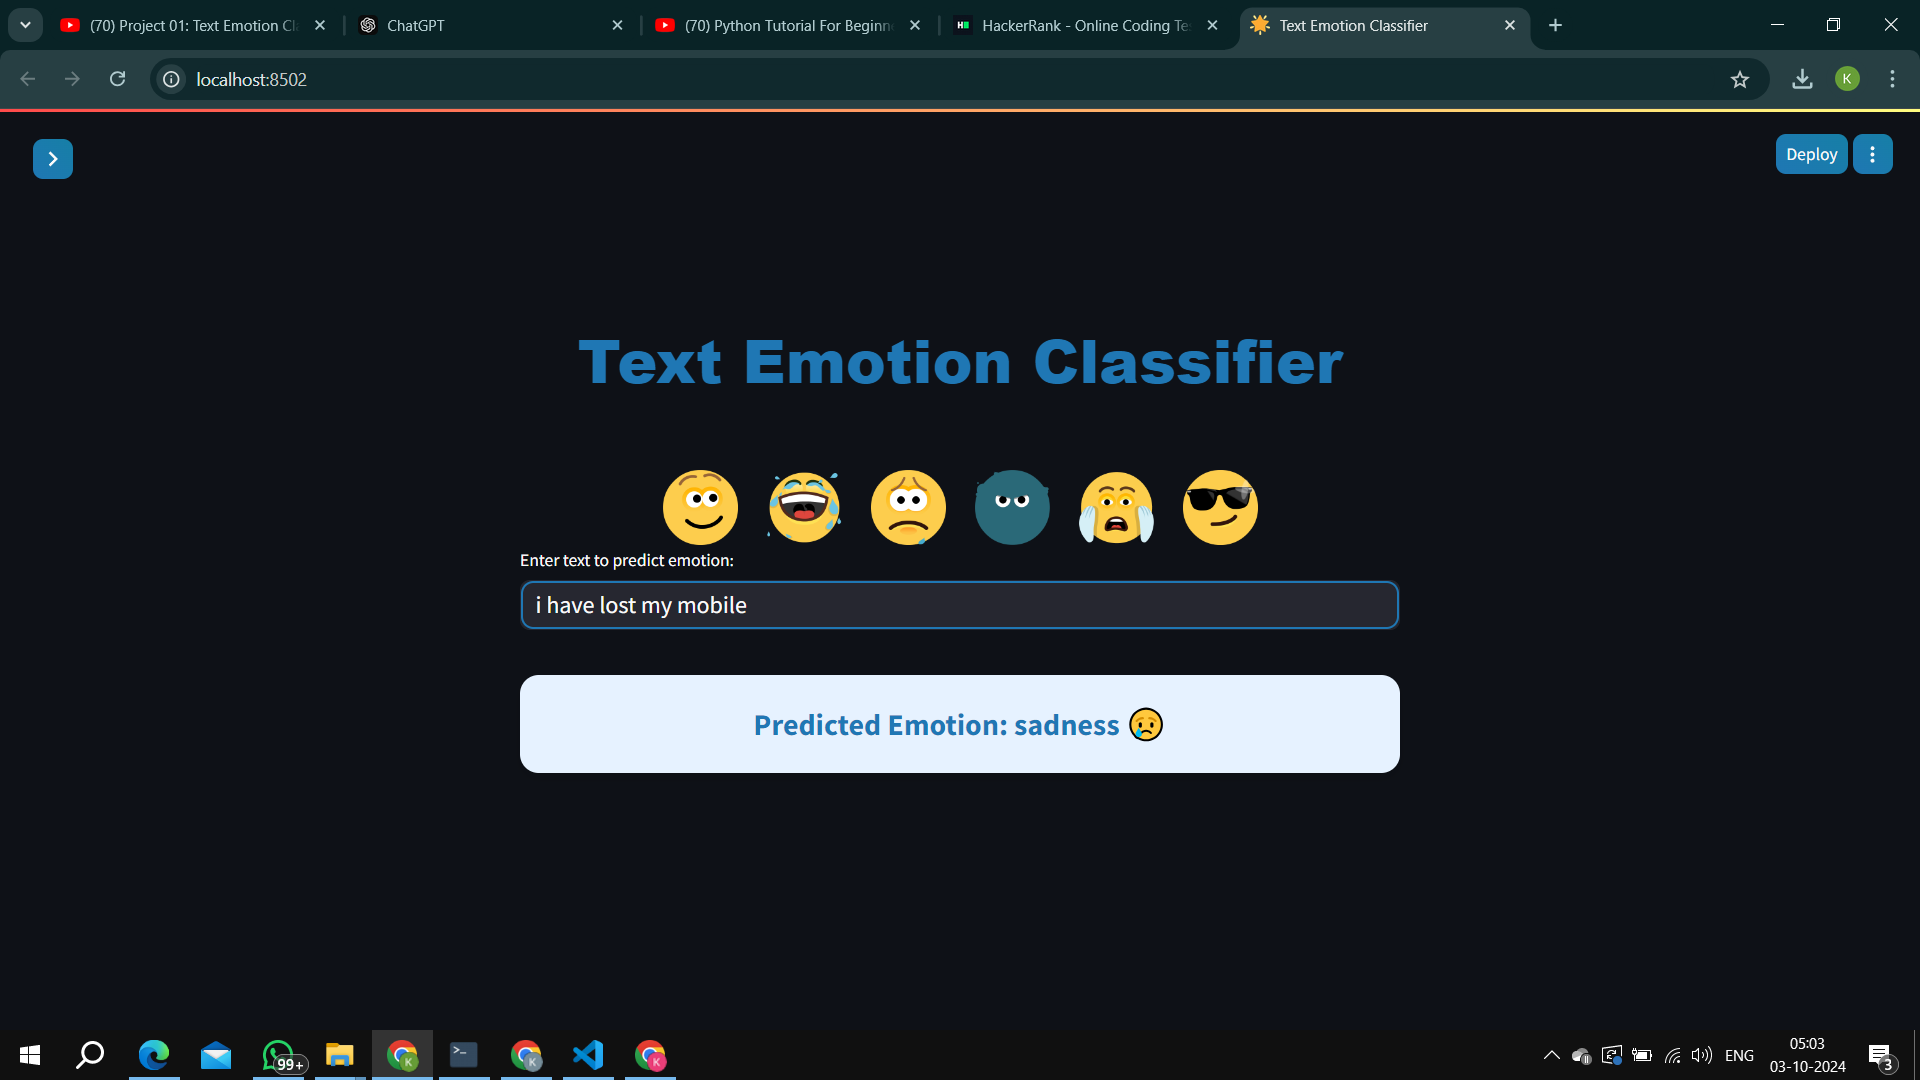 (70) Project 01: Text Emotion Cl
ChatGPT
(70) Python Tutorial For Beginn
HackerRank - Online Coding Te
Text Emotion Classifier
localhost:8502
K
Deploy
Text Emotion Classifier
Enter text to predict emotion:
i have lost my mobile
Predicted Emotion: sadness
99+
K
K
K
ENG
05:03
03-10-2024
3